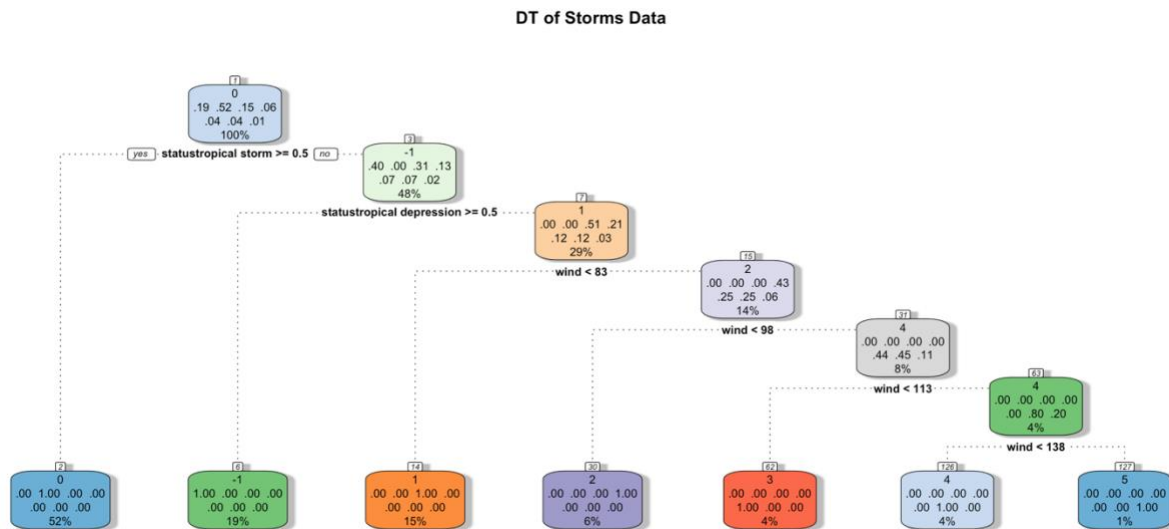 DT of Storms Data
1
0
.19 .52 .15 .06
.04 .04 .01
100%
yes statustropical storm >= 0.5 no
3
-1
.40 .00 .31 .13
.07 .07 .02
48%
statustropical depression >= 0.5
7
1
.00 .00 .51 .21
.12 .12 .03
29%
wind < 83
15
2
.00 .00 .00 .43
.25 .25 .06
14%
wind < 98
31
4
.00 .00 .00 .00
.44 .45 .11
8%
wind < 113
63
4
.00 .00 .00 .00
.00 .80 .20
4%
wind < 138
2
0
.00 1.00 .00 .00
.00 .00 .00
52%
6
-1
1.00 .00 .00 .00
.00 .00 .00
19%
14
1
.00 .00 1.00 .00
.00 .00 .00
15%
30
2
.00 .00 .00 1.00
.00 .00 .00
6%
62
3
.00 .00 .00 .00
1.00 .00 .00
4%
126
4
.00 .00 .00 .00
.00 1.00 .00
4%
127
5
.00 .00 .00 .00
.00 .00 1.00
1%